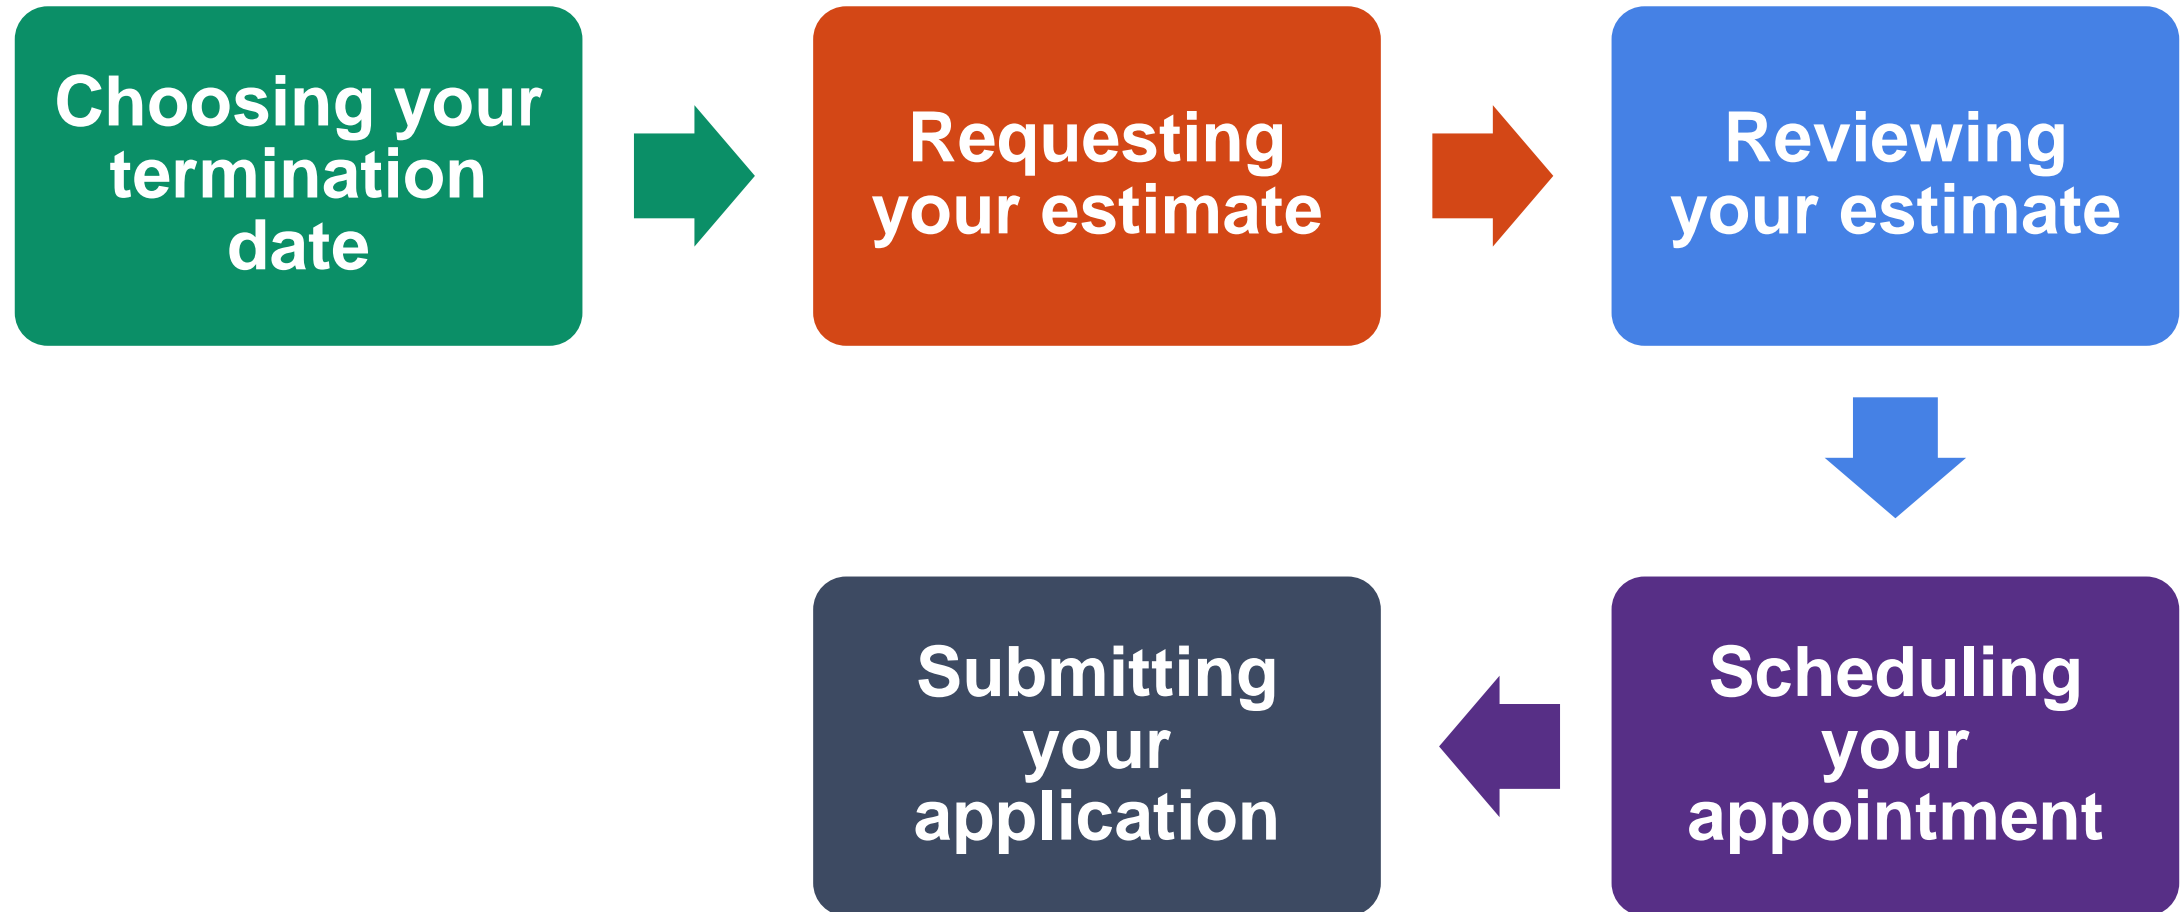 Choosing your
termination
date
Requesting
your estimate
Reviewing
your estimate
Scheduling
your
appointment
Submitting
your
application